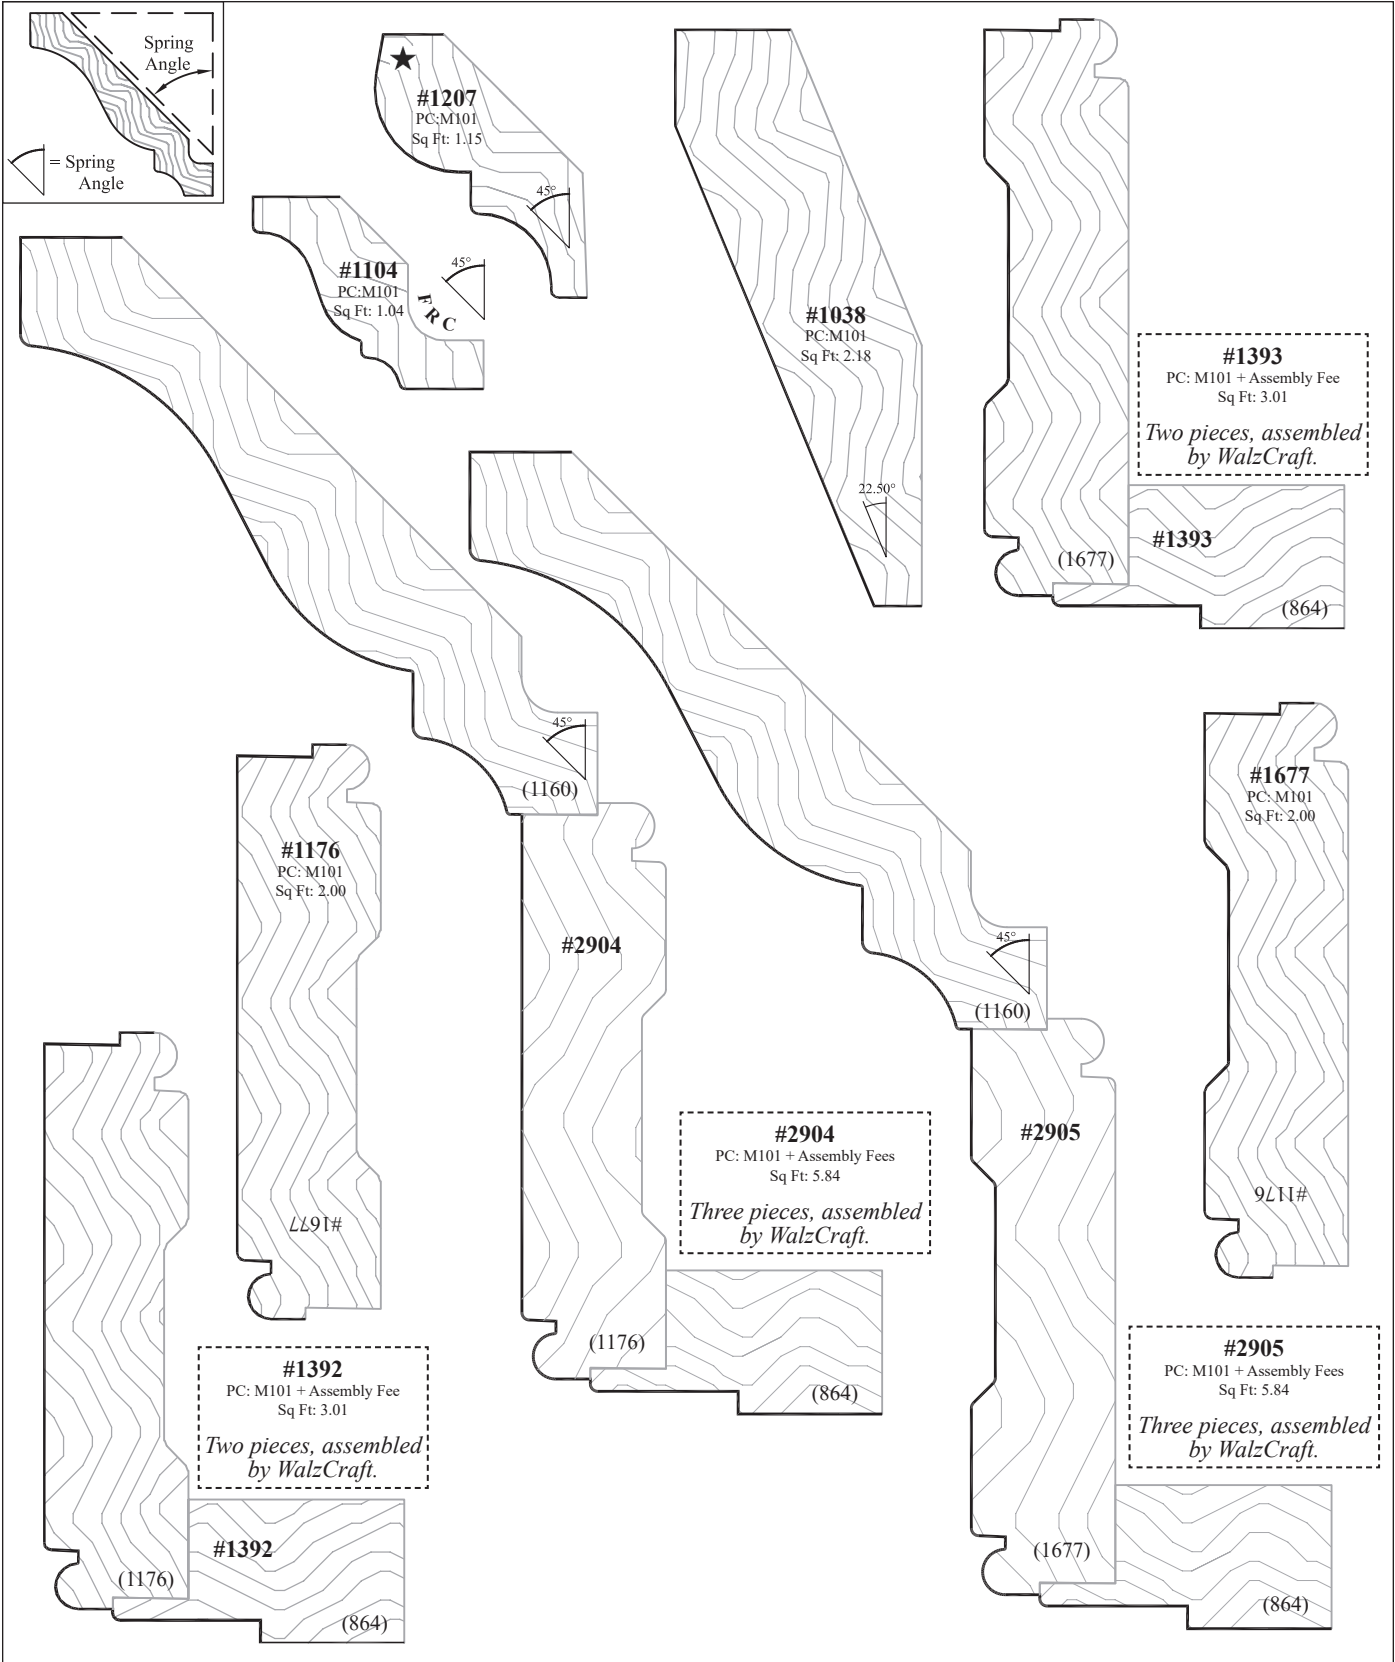 Spring
Angle
= Spring
Angle
#1207
PC:M101
Sq Ft: 1.15
45°
#1104
PC:M101
Sq Ft: 1.04
45°
FRC
#1038
PC:M101
Sq Ft: 2.18
22.50°
#1393
PC: M101 + Assembly Fee
Sq Ft: 3.01
Two pieces, assembled
by WalzCraft.
#1393
(1677)
(864)
45°
(1160)
#1176
PC: M101
Sq Ft: 2.00
#1677
#2904
(1176)
(864)
#2904
PC: M101 + Assembly Fees
Sq Ft: 5.84
Three pieces, assembled
by WalzCraft.
45°
(1160)
#2905
(1677)
(864)
#1677
PC: M101
Sq Ft: 2.00
#1176
#2905
PC: M101 + Assembly Fees
Sq Ft: 5.84
Three pieces, assembled
by WalzCraft.
#1392
PC: M101 + Assembly Fee
Sq Ft: 3.01
Two pieces, assembled
by WalzCraft.
#1392
(1176)
(864)